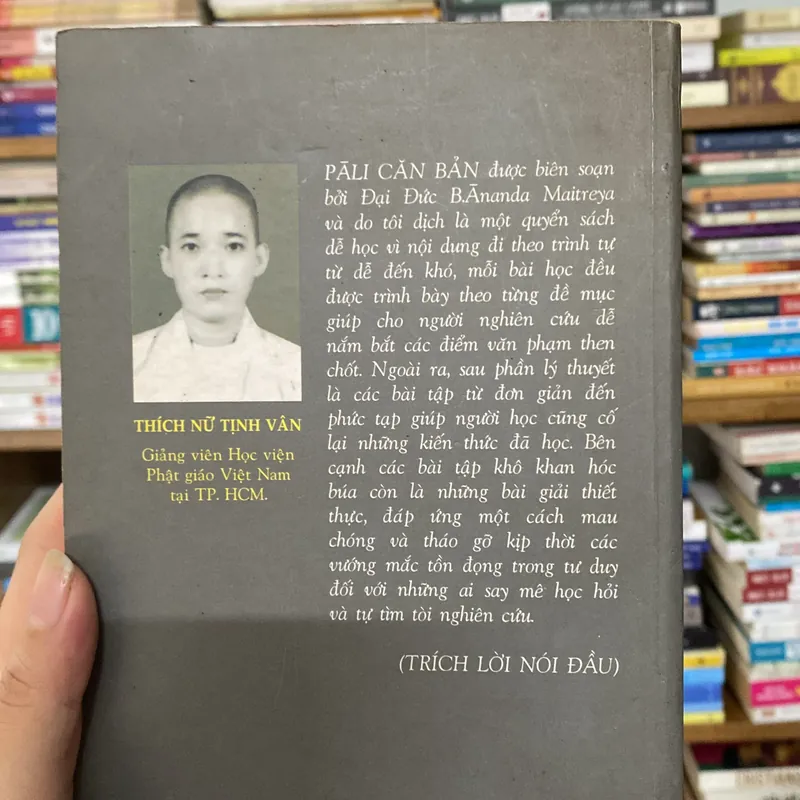 THÍCH NỮ TỊNH VÂN
Giảng viên Học viện
Phật giáo Việt Nam
tại TP. HCM.
PĀLI CĂN BẢN được biên soạn
bởi Đại Đức B.Ānanda Maitreya
và do tôi dịch là một quyển sách
dễ học vì nội dung đi theo trình tự
từ dễ đến khó, mỗi bài học đều
được trình bày theo từng đề mục
giúp cho người nghiên cứu dễ
nắm bắt các điểm văn phạm then
chốt. Ngoài ra, sau phần lý thuyết
là các bài tập từ đơn giản đến
phức tạp giúp người học cũng cố
lại những kiến thức đã học. Bên
cạnh các bài tập khô khan hóc
búa còn là những bài giải thiết
thực, đáp ứng một cách mau
chóng và tháo gỡ kịp thời các
vướng mắc tồn đọng trong tư duy
đối với những ai say mê học hỏi
và tự tìm tòi nghiên cứu.
(TRÍCH LỜI NÓI ĐẦU)